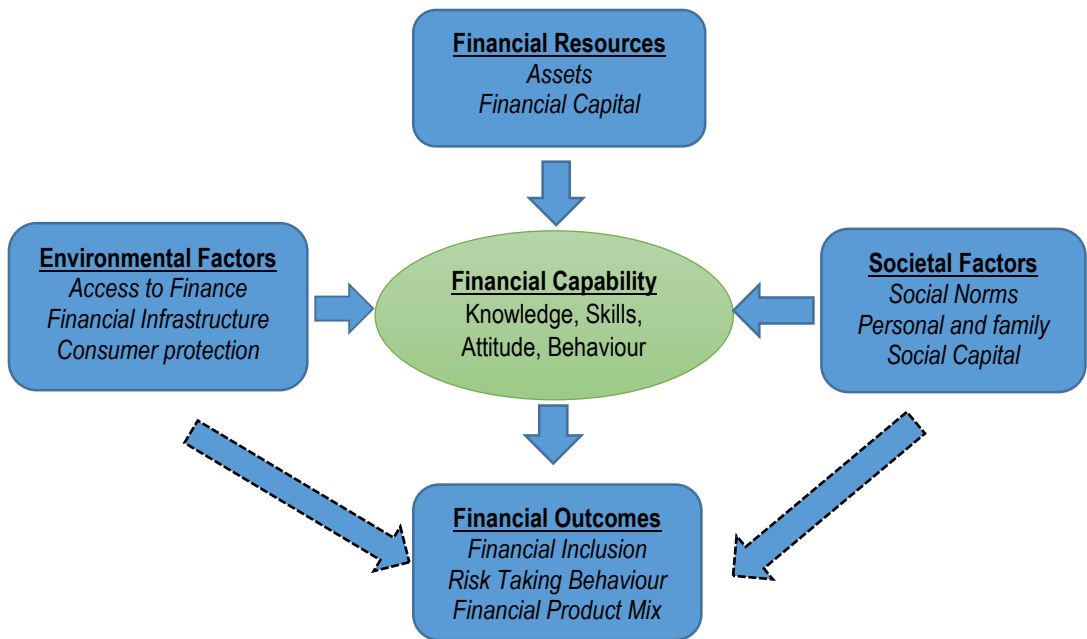 Financial Resources
Assets
Financial Capital
Environmental Factors
Access to Finance
Financial Infrastructure
Consumer protection
Financial Capability
Knowledge, Skills,
Attitude, Behaviour
Societal Factors
Social Norms
Personal and family
Social Capital
Financial Outcomes
Financial Inclusion
Risk Taking Behaviour
Financial Product Mix